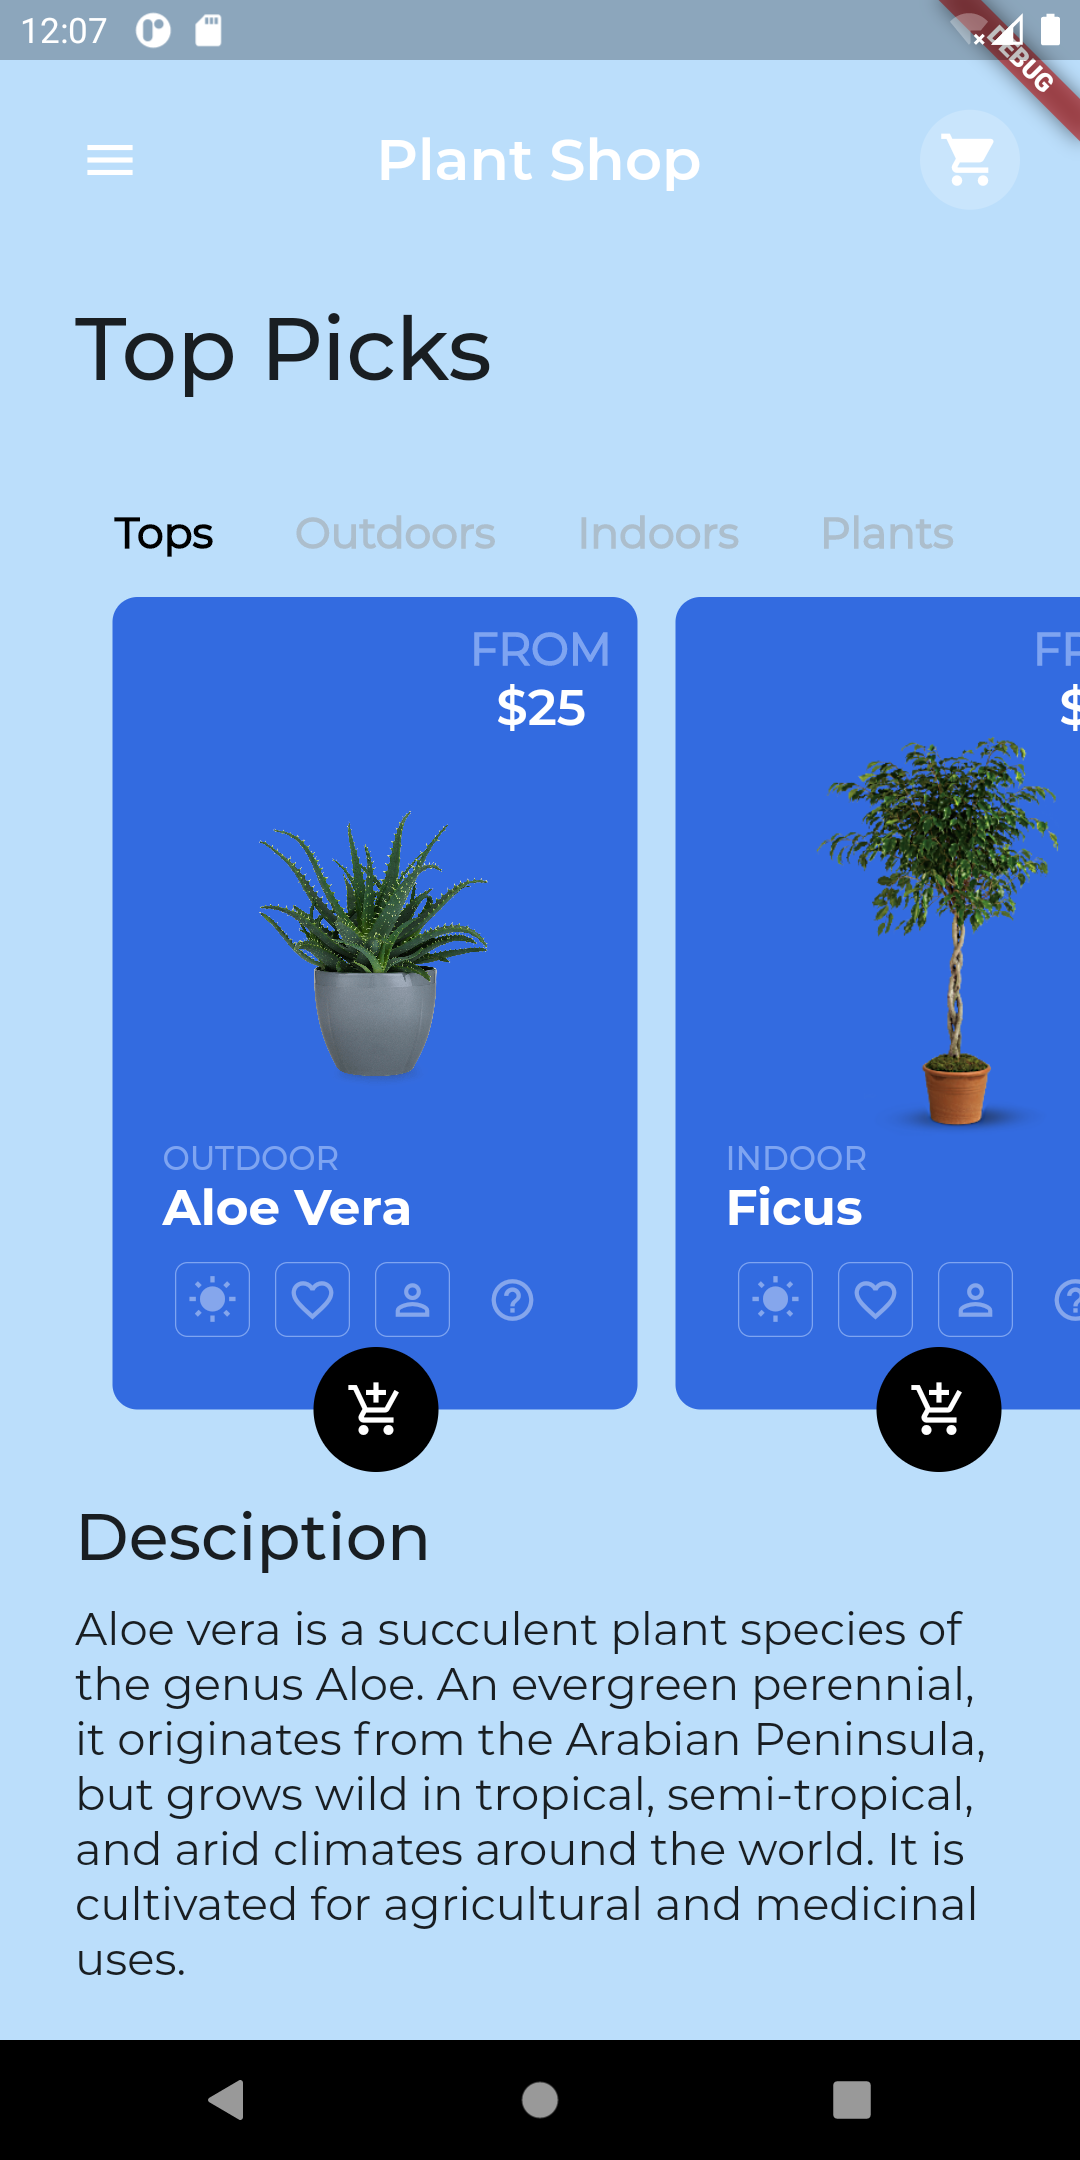 12:07
DEBUG
Plant Shop
Top Picks
Tops Outdoors Indoors Plants
FROM
$25
OUTDOOR
Aloe Vera
FR
$
INDOOR
Ficus
Desciption
Aloe vera is a succulent plant species of
the genus Aloe. An evergreen perennial,
it originates from the Arabian Peninsula,
but grows wild in tropical, semi-tropical,
and arid climates around the world. It is
cultivated for agricultural and medicinal
uses.